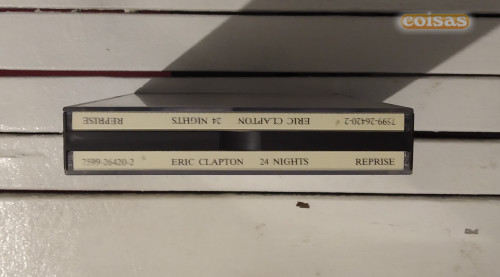 coisas
7599-26420-2 ERIC CLAPTON 24 NIGHTS REPRISE
7599-26420-2 ERIC CLAPTON 24 NIGHTS REPRISE